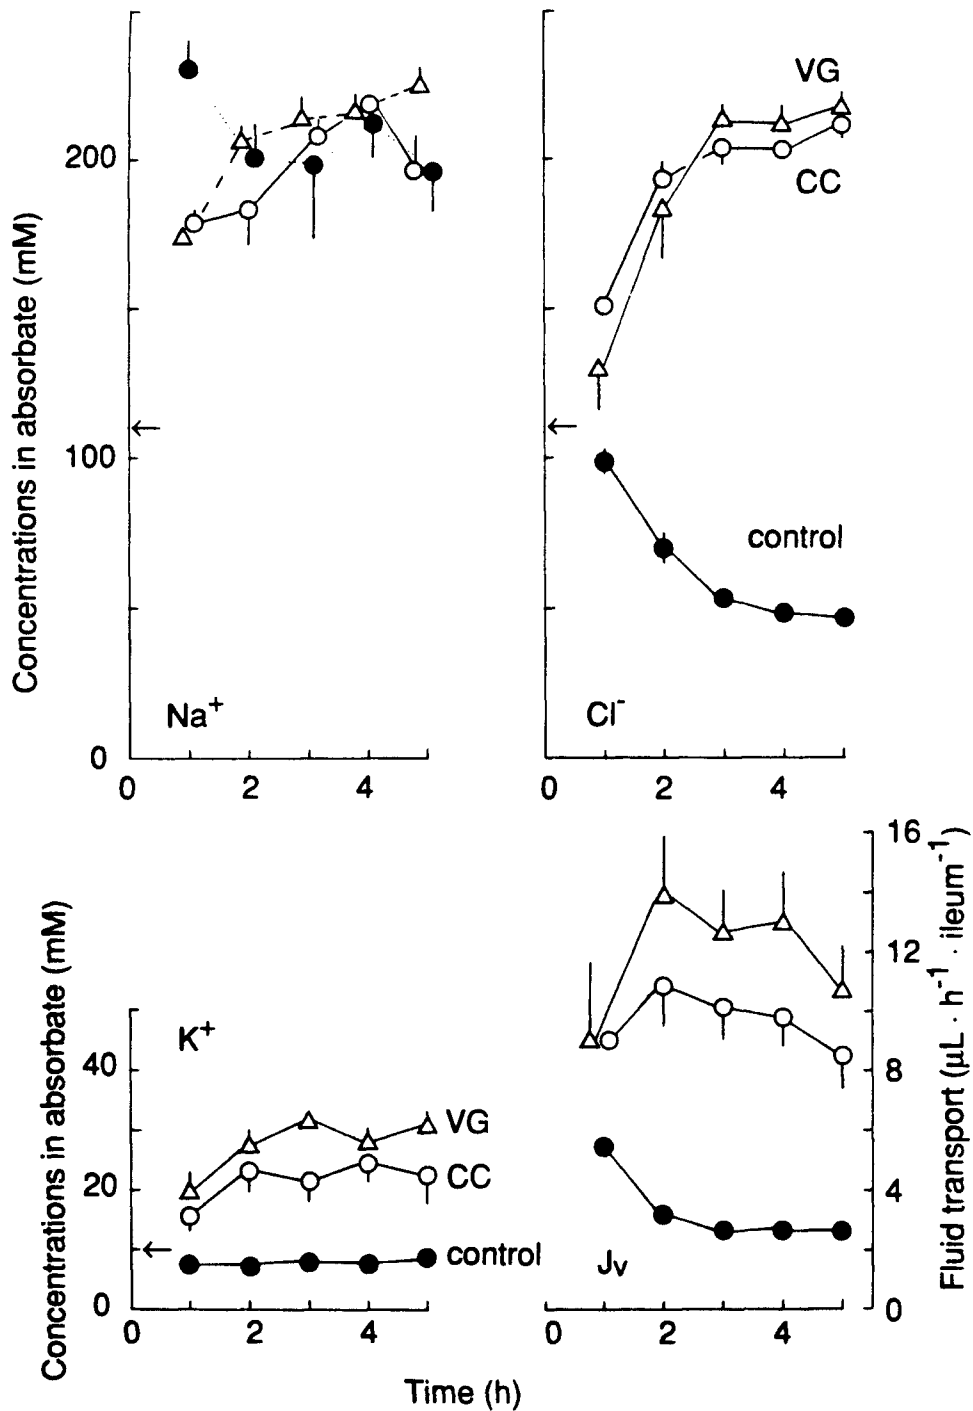 Concentrations in absorbate (mM)
200
100
0
Na+
0 2 4
VG
CC
control
Cl-
0 2 4
Concentrations in absorbate (mM)
40
20
0
K+
VG
CC
control
0 2 4
16
12
8
4
0
Jv
0 2 4
Fluid transport (μL · h-1 · ileum-1)
Time (h)